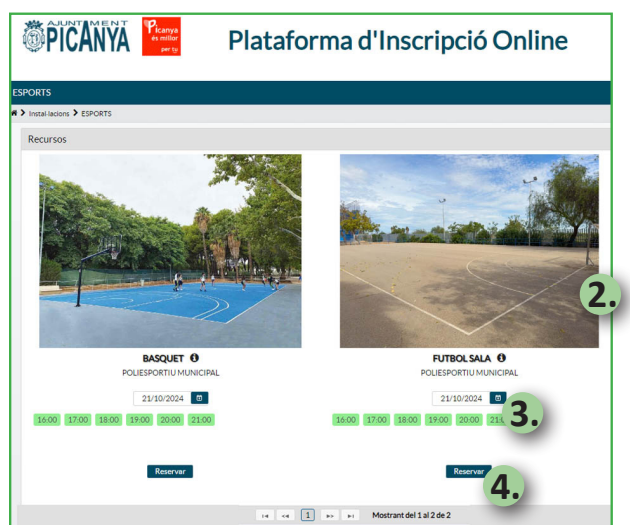 AJUNTAMENT
PICANYA
Picanya
és millor
per tu
Plataforma d'Inscripció Online
ESPORTS
Instal·lacions ESPORTS
Recursos
2.
BASQUET
POLIESPORTIU MUNICIPAL
21/10/2024
16:00 17:00 18:00 19:00 20:00 21:00
Reservar
FUTBOL SALA
POLIESPORTIU MUNICIPAL
21/10/2024
16:00 17:00 18:00 19:00 20:00
3.
Reservar
4.
1 Mostrant del 1 al 2 de 2